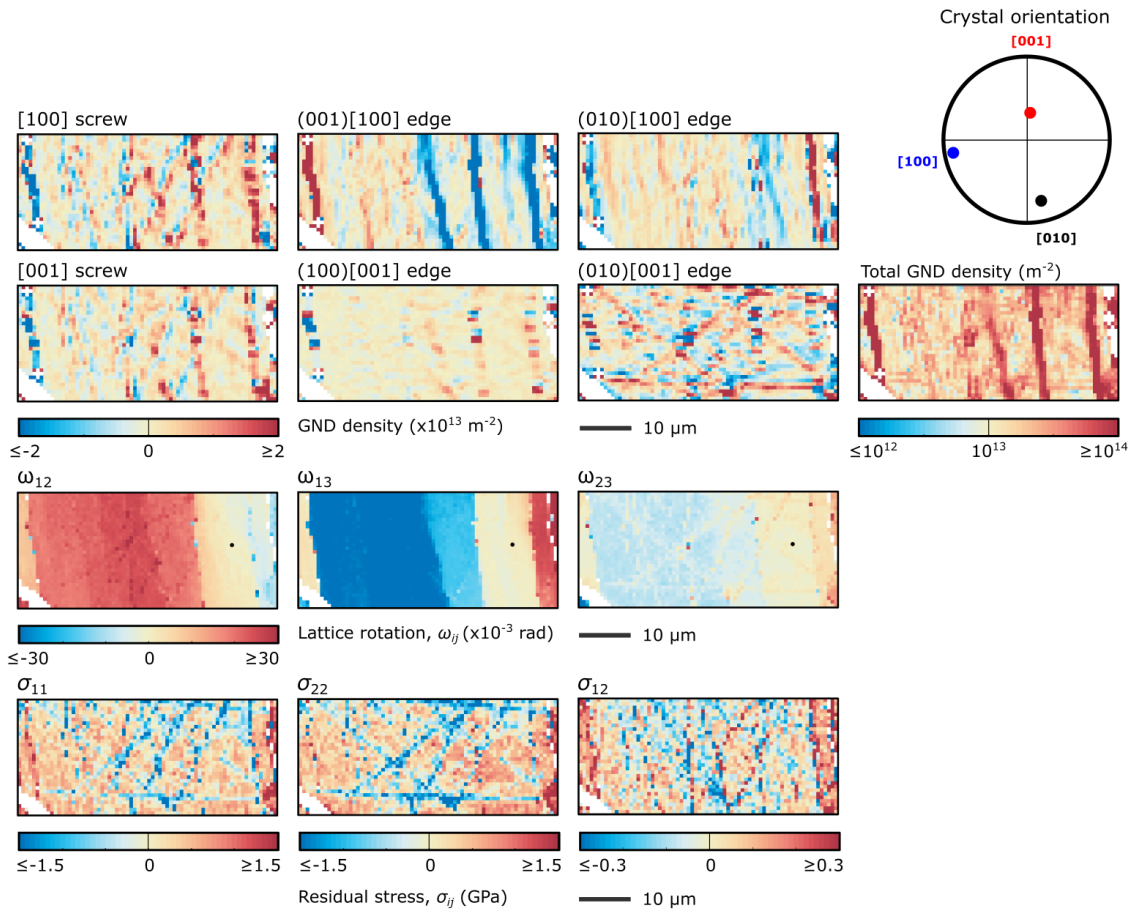 Crystal orientation
[001]
[100]
[010]
[100] screw
(001)[100] edge
(010)[100] edge
[001] screw
(100)[001] edge
(010)[001] edge
Total GND density (m⁻²)
≤-2 0 ≥2
GND density (x10¹³ m⁻²)
10 μm
≤10¹² 10¹³ ≥10¹⁴
ω₁₂
ω₁₃
ω₂₃
≤-30 0 ≥30
Lattice rotation, ωᵢⱼ (x10⁻³ rad)
10 μm
σ₁₁
σ₂₂
σ₁₂
≤-1.5 0 ≥1.5
≤-1.5 0 ≥1.5
≤-0.3 0 ≥0.3
Residual stress, σᵢⱼ (GPa)
10 μm